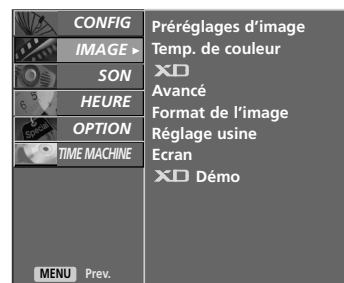 CONFIG
IMAGE ►
SON
HEURE
OPTION
TIME MACHINE
MENU Prev.
Préréglages d'image
Temp. de couleur
XD
Avancé
Format de l'image
Réglage usine
Ecran
XD Démo